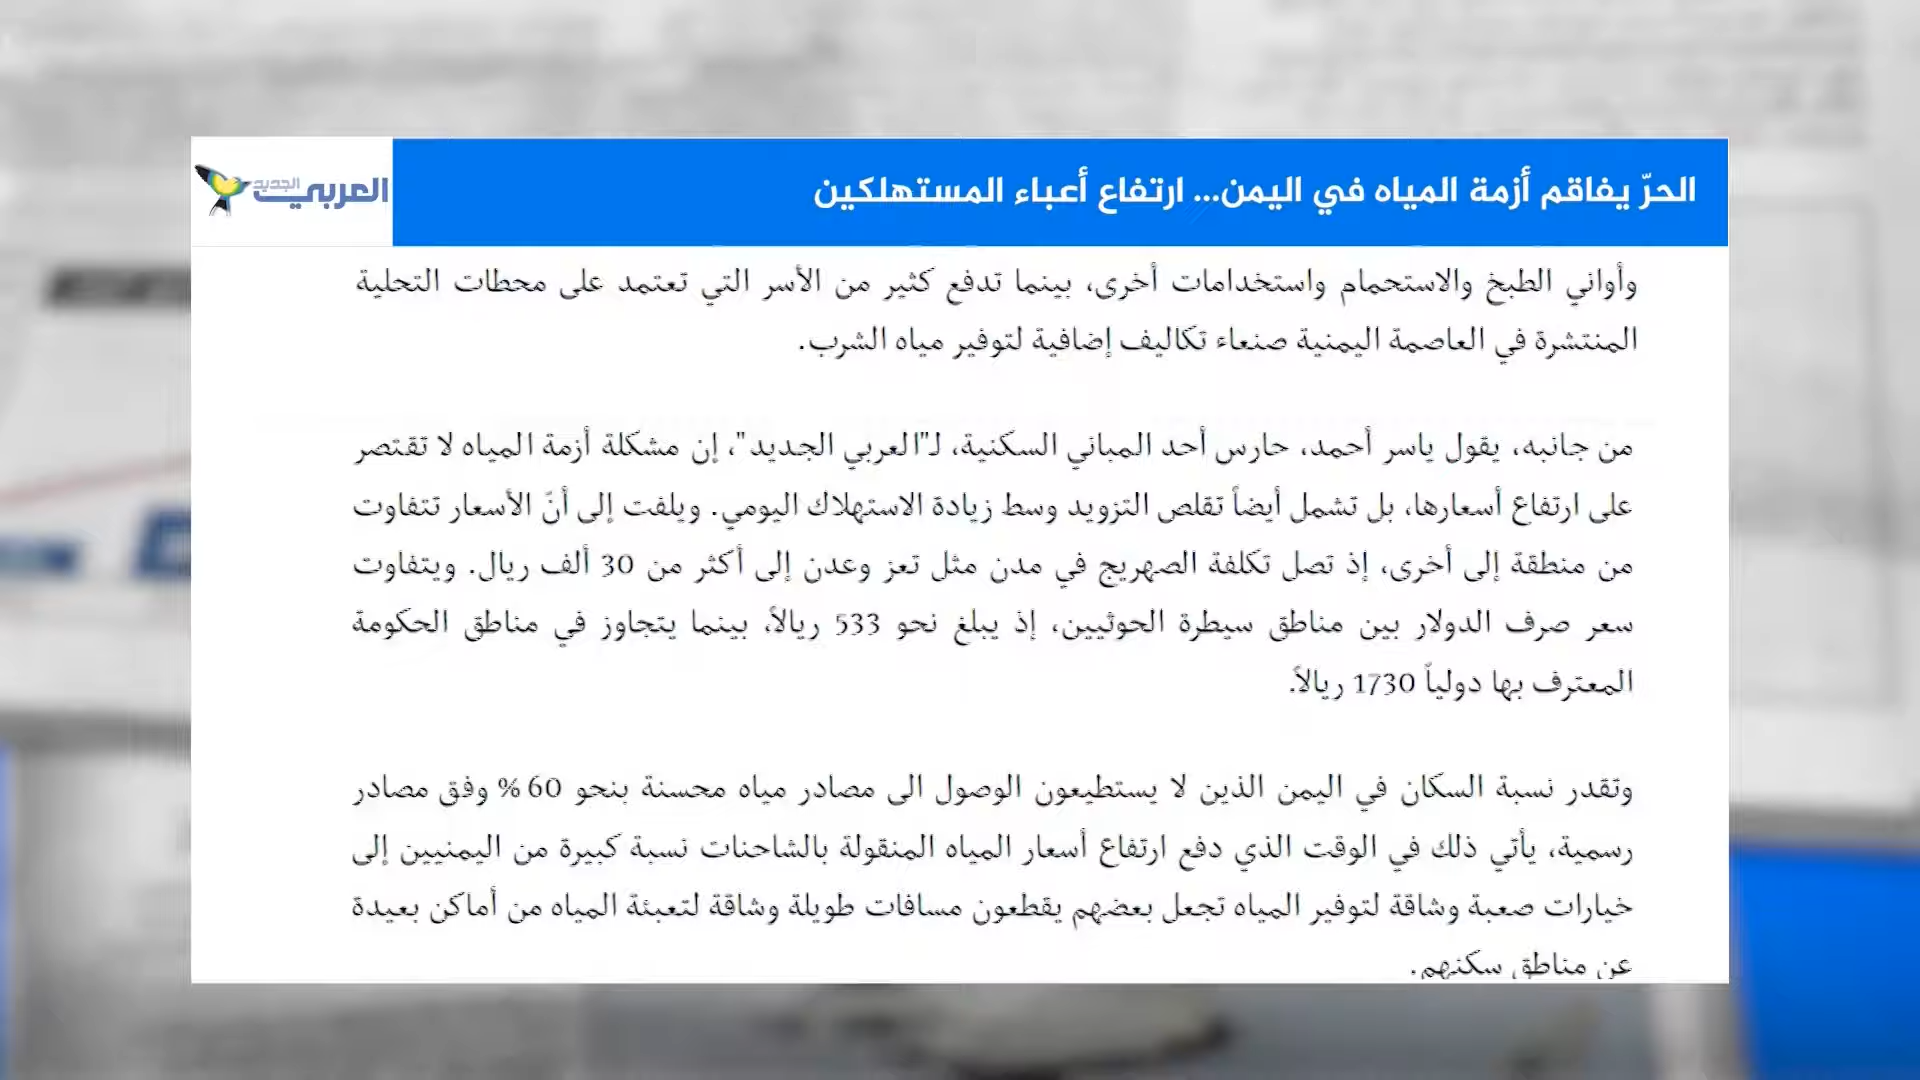 الحرّ يفاقم أزمة المياه في اليمن... ارتفاع أعباء المستهلكين
العربي الجديد
وأواني الطبخ والاستحمام واستخدامات أخرى، بينما تدفع كثير من الأسر التي تعتمد على محطات التحلية
المنتشرة في العاصمة اليمنية صنعاء تكاليف إضافية لتوفير مياه الشرب.
من جانبه، يقول ياسر أحمد، حارس أحد المباني السكنية، لـ"العربي الجديد"، إن مشكلة أزمة المياه لا تقتصر
على ارتفاع أسعارها، بل تشمل أيضاً تقلص التزويد وسط زيادة الاستهلاك اليومي. ويلفت إلى أنّ الأسعار تتفاوت
من منطقة إلى أخرى، إذ تصل تكلفة الصهريج في مدن مثل تعز وعدن إلى أكثر من 30 ألف ريال. ويتفاوت
سعر صرف الدولار بين مناطق سيطرة الحوثيين، إذ يبلغ نحو 533 ريالاً، بينما يتجاوز في مناطق الحكومة
المعترف بها دولياً 1730 ريالاً.
وتقدر نسبة السكان في اليمن الذين لا يستطيعون الوصول الى مصادر مياه محسنة بنحو 60% وفق مصادر
رسمية، يأتي ذلك في الوقت الذي دفع ارتفاع أسعار المياه المنقولة بالشاحنات نسبة كبيرة من اليمنيين إلى
خيارات صعبة وشاقة لتوفير المياه تجعل بعضهم يقطعون مسافات طويلة وشاقة لتعبئة المياه من أماكن بعيدة
عن مناطق سكنهم.